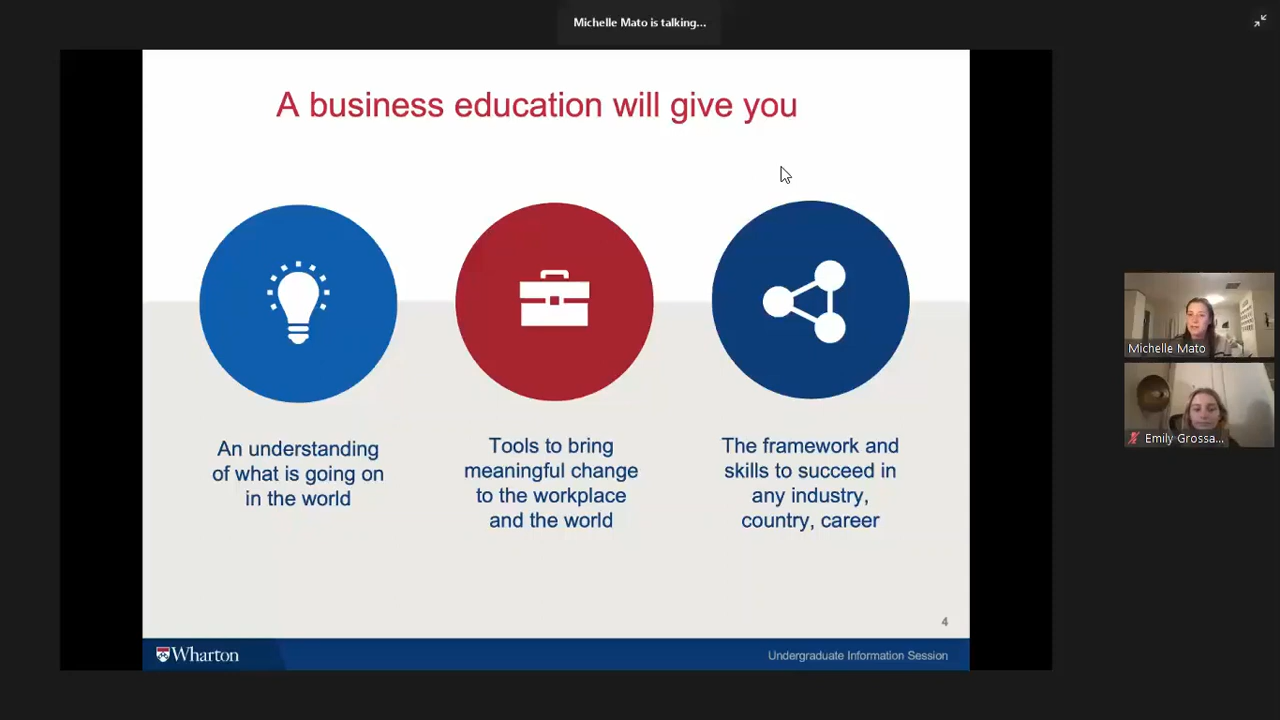 Michelle Mato is talking...
A business education will give you
An understanding
of what is going on
in the world
Tools to bring
meaningful change
to the workplace
and the world
The framework and
skills to succeed in
any industry,
country, career
4
Wharton
Undergraduate Information Session
Michelle Mato
Emily Grossa...